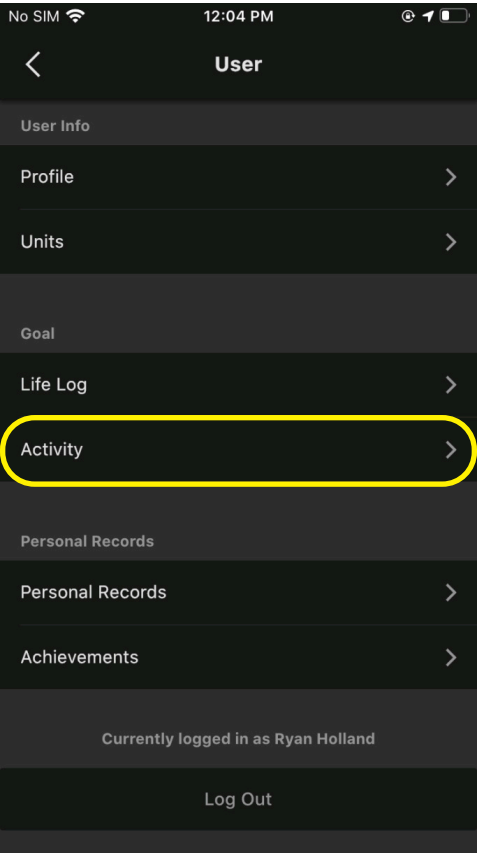 No SIM 12:04 PM
User
User Info
Profile
Units
Goal
Life Log
Activity
Personal Records
Personal Records
Achievements
Currently logged in as Ryan Holland
Log Out